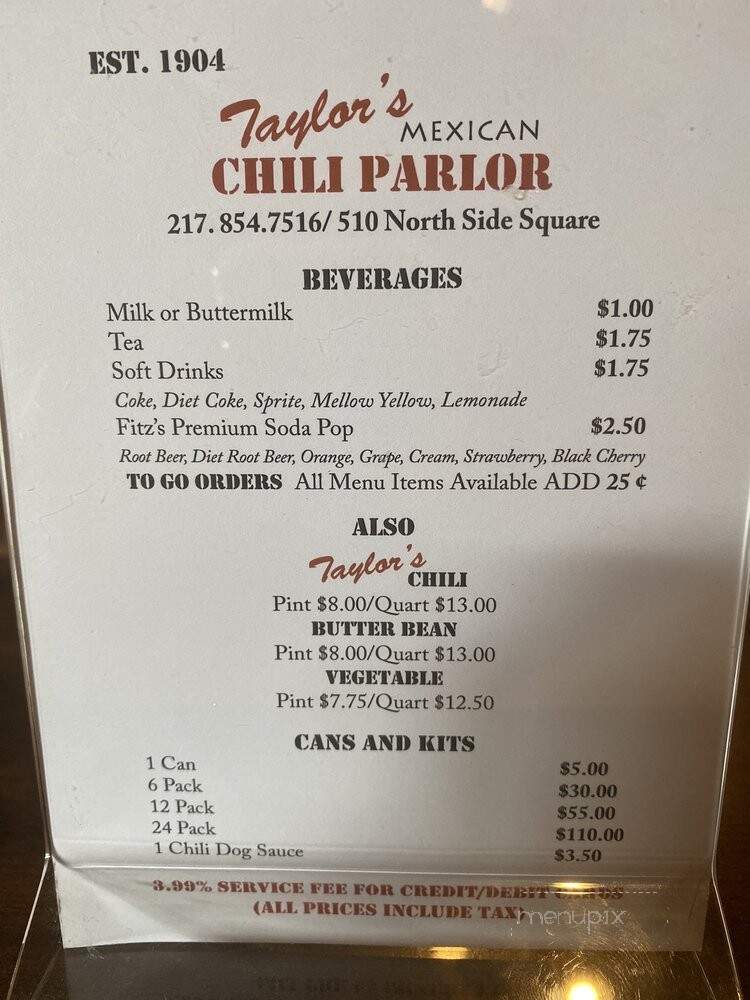 EST. 1904
Taylor's MEXICAN
CHILI PARLOR
217. 854.7516/ 510 North Side Square
BEVERAGES
Milk or Buttermilk $1.00
Tea $1.75
Soft Drinks $1.75
Coke, Diet Coke, Sprite, Mellow Yellow, Lemonade
Fitz's Premium Soda Pop $2.50
Root Beer, Diet Root Beer, Orange, Grape, Cream, Strawberry, Black Cherry
TO GO ORDERS All Menu Items Available ADD 25 ¢
ALSO
Taylor's CHILI
Pint $8.00/Quart $13.00
BUTTER BEAN
Pint $8.00/Quart $13.00
VEGETABLE
Pint $7.75/Quart $12.50
CANS AND KITS
1 Can $5.00
6 Pack $30.00
12 Pack $55.00
24 Pack $110.00
1 Chili Dog Sauce $3.50
3.99% SERVICE FEE FOR CREDIT/DEBIT CARDS
(ALL PRICES INCLUDE TAX)
menupix